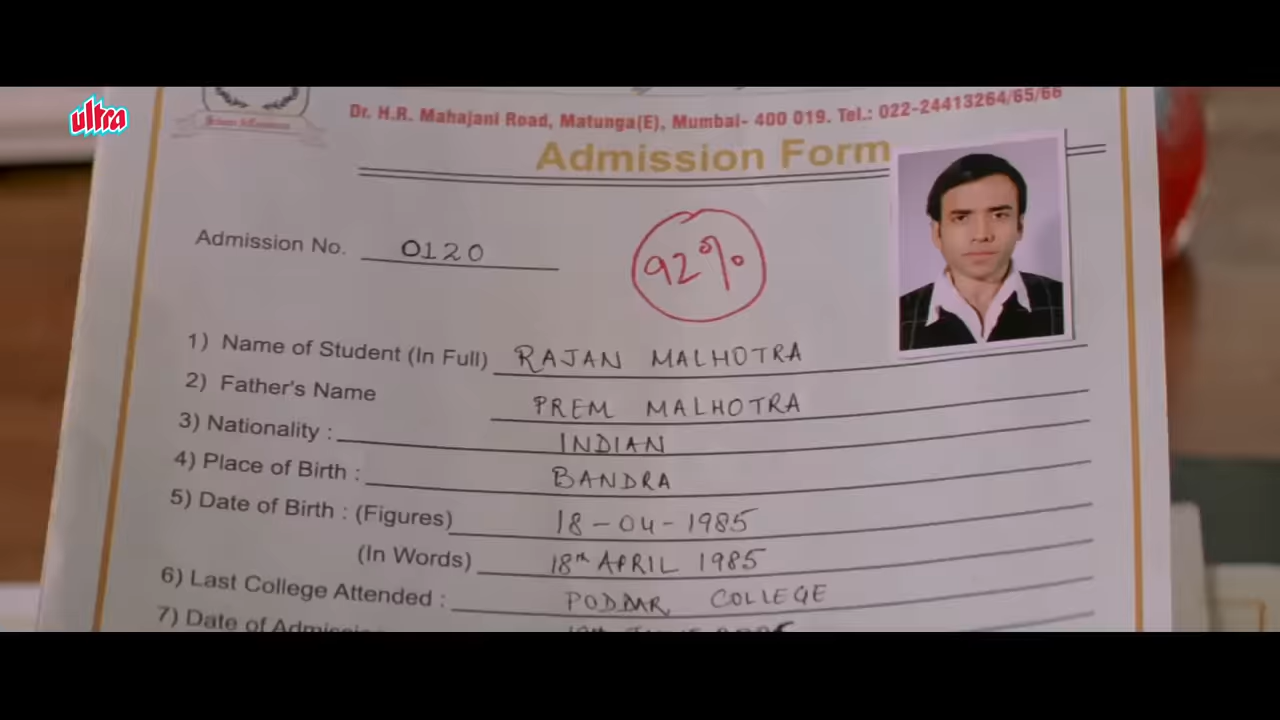 ultra
Dr. H.R. Mahajani Road, Matunga(E), Mumbai- 400 019. Tel.: 022-24413264/65/66
Admission Form
Admission No. 0120
92%
1) Name of Student (In Full) RAJAN MALHOTRA
2) Father's Name PREM MALHOTRA
3) Nationality : INDIAN
4) Place of Birth : BANDRA
5) Date of Birth : (Figures) 18-04-1985
(In Words) 18th APRIL 1985
6) Last College Attended : PODDAR COLLEGE
7) Date of